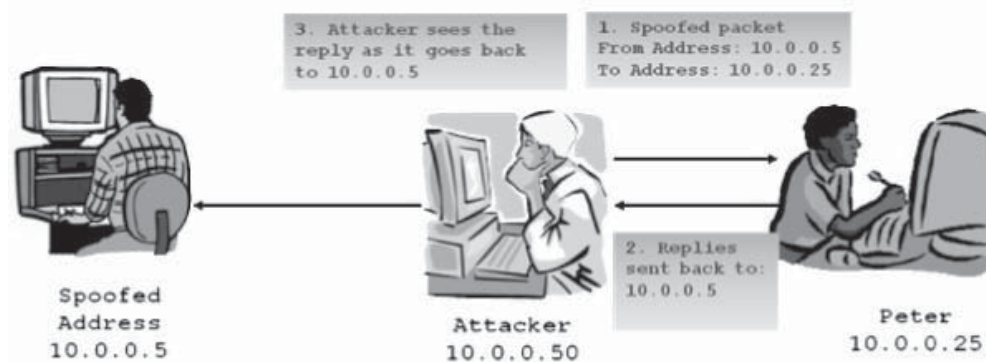 3. Attacker sees the
reply as it goes back
to 10.0.0.5
1. Spoofed packet
From Address: 10.0.0.5
To Address: 10.0.0.25
2. Replies
sent back to:
10.0.0.5
Spoofed
Address
10.0.0.5
Attacker
10.0.0.50
Peter
10.0.0.25